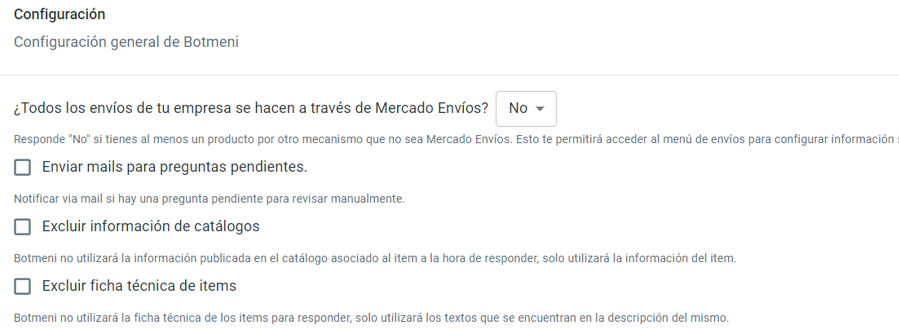 Configuración
Configuración general de Botmeni
¿Todos los envíos de tu empresa se hacen a través de Mercado Envíos? No
Responde "No" si tienes al menos un producto por otro mecanismo que no sea Mercado Envíos. Esto te permitirá acceder al menú de envíos para configurar información
Enviar mails para preguntas pendientes.
Notificar via mail si hay una pregunta pendiente para revisar manualmente.
Excluir información de catálogos
Botmeni no utilizará la información publicada en el catálogo asociado al item a la hora de responder, solo utilizará la información del item.
Excluir ficha técnica de items
Botmeni no utilizará la ficha técnica de los items para responder, solo utilizará los textos que se encuentran en la descripción del mismo.